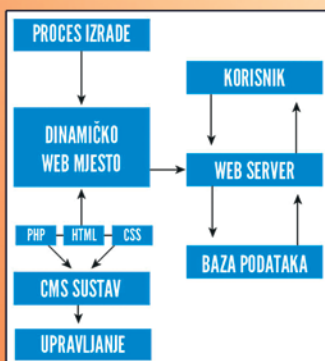 PROCES IZRADE
DINAMIČKO
WEB MJESTO
PHP HTML CSS
CMS SUSTAV
UPRAVLJANJE
KORISNIK
WEB SERVER
BAZA PODATAKA